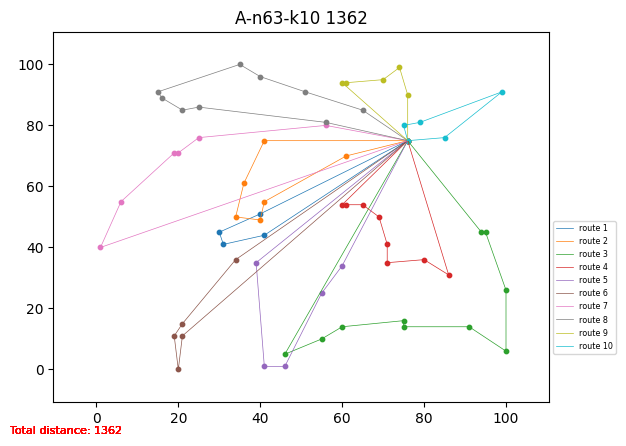 A-n63-k10 1362
100
80
60
40
20
0
0 20 40 60 80 100
route 1
route 2
route 3
route 4
route 5
route 6
route 7
route 8
route 9
route 10
Total distance: 1362